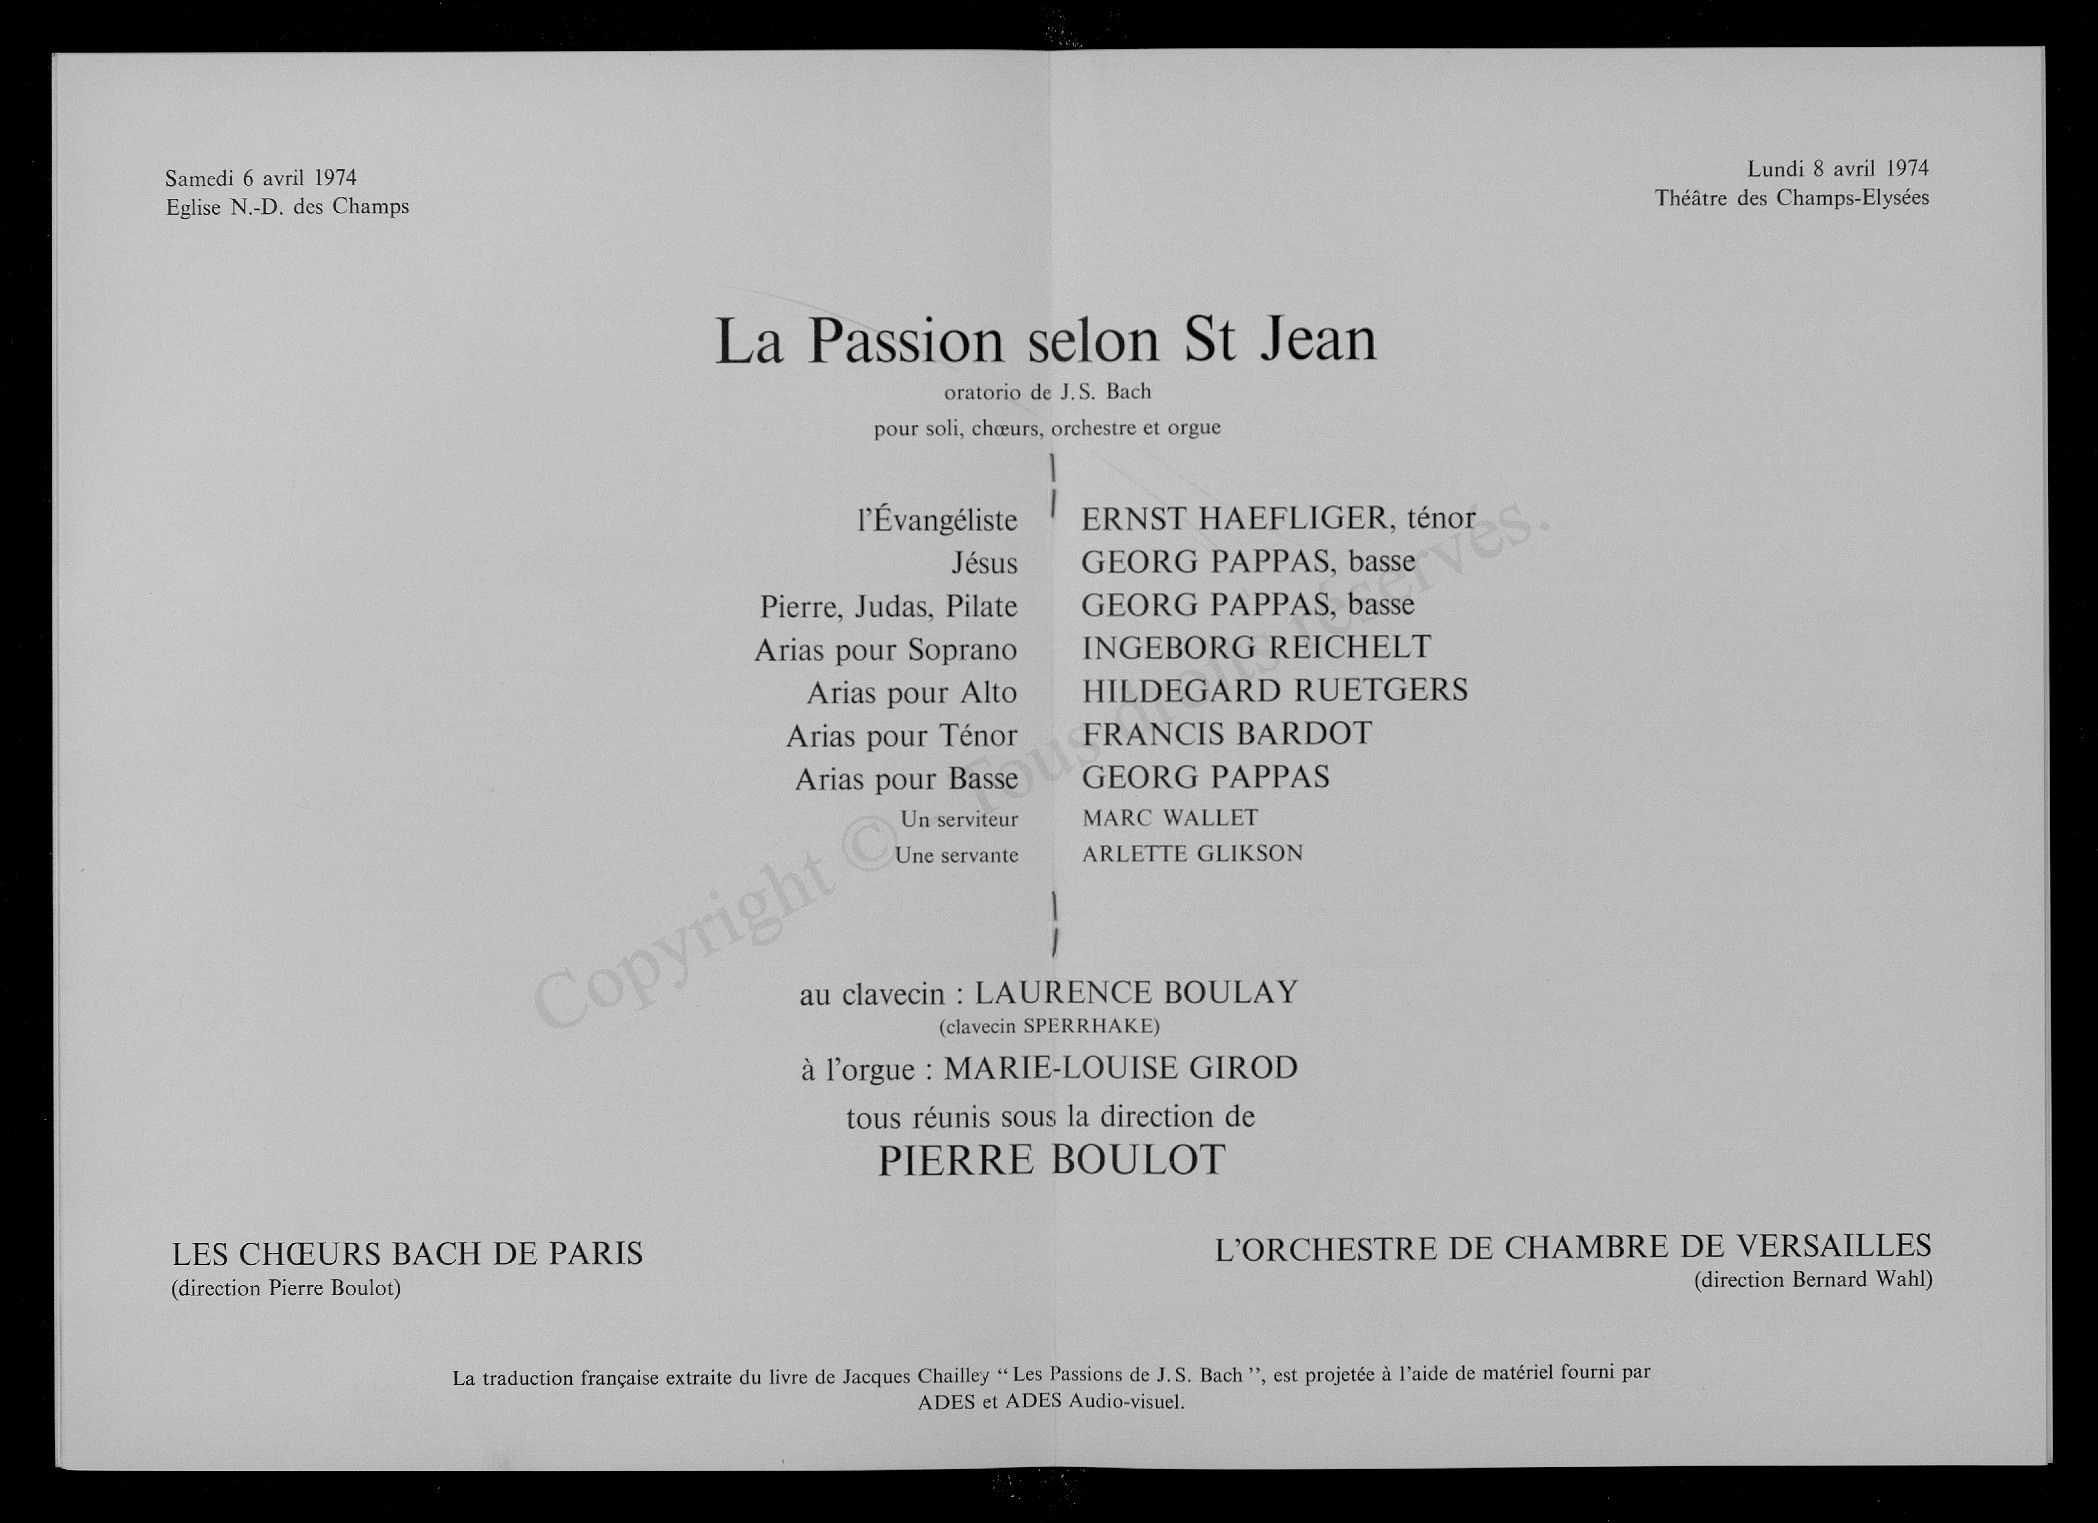 Samedi 6 avril 1974
Eglise N.-D. des Champs
Lundi 8 avril 1974
Théâtre des Champs-Elysées
La Passion selon St Jean
oratorio de J.S. Bach
pour soli, chœurs, orchestre et orgue
l'Évangéliste ERNST HAEFLIGER, ténor
Jésus GEORG PAPPAS, basse
Pierre, Judas, Pilate GEORG PAPPAS, basse
Arias pour Soprano INGEBORG REICHELT
Arias pour Alto HILDEGARD RUETGERS
Arias pour Ténor FRANCIS BARDOT
Arias pour Basse GEORG PAPPAS
Un serviteur MARC WALLET
Une servante ARLETTE GLIKSON
au clavecin : LAURENCE BOULAY
(clavecin SPERRHAKE)
à l'orgue : MARIE-LOUISE GIROD
tous réunis sous la direction de
PIERRE BOULOT
LES CHŒURS BACH DE PARIS
(direction Pierre Boulot)
L'ORCHESTRE DE CHAMBRE DE VERSAILLES
(direction Bernard Wahl)
La traduction française extraite du livre de Jacques Chailley “ Les Passions de J.S. Bach ”, est projetée à l'aide de matériel fourni par
ADES et ADES Audio-visuel.
Copyright © - Tous droits réservés.